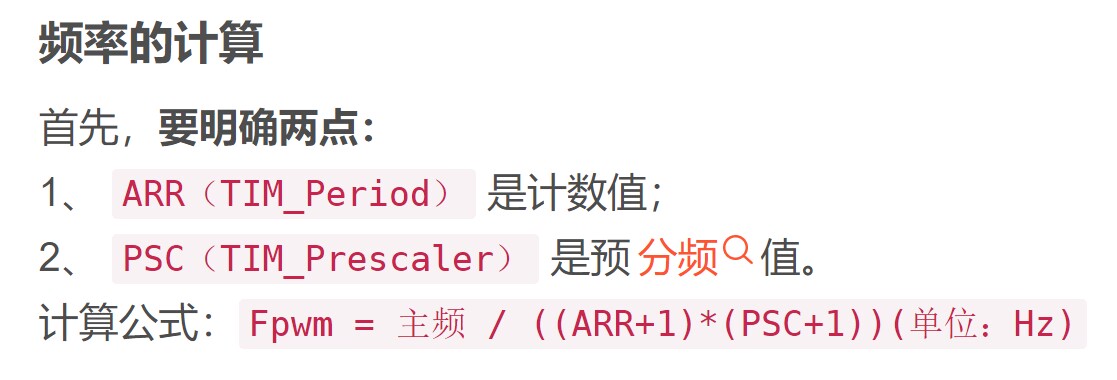 频率的计算
首先，要明确两点：
1、 ARR（TIM_Period） 是计数值；
2、 PSC（TIM_Prescaler） 是预分频值。
计算公式： Fpwm = 主频 / ((ARR+1)*(PSC+1))(单位：Hz)